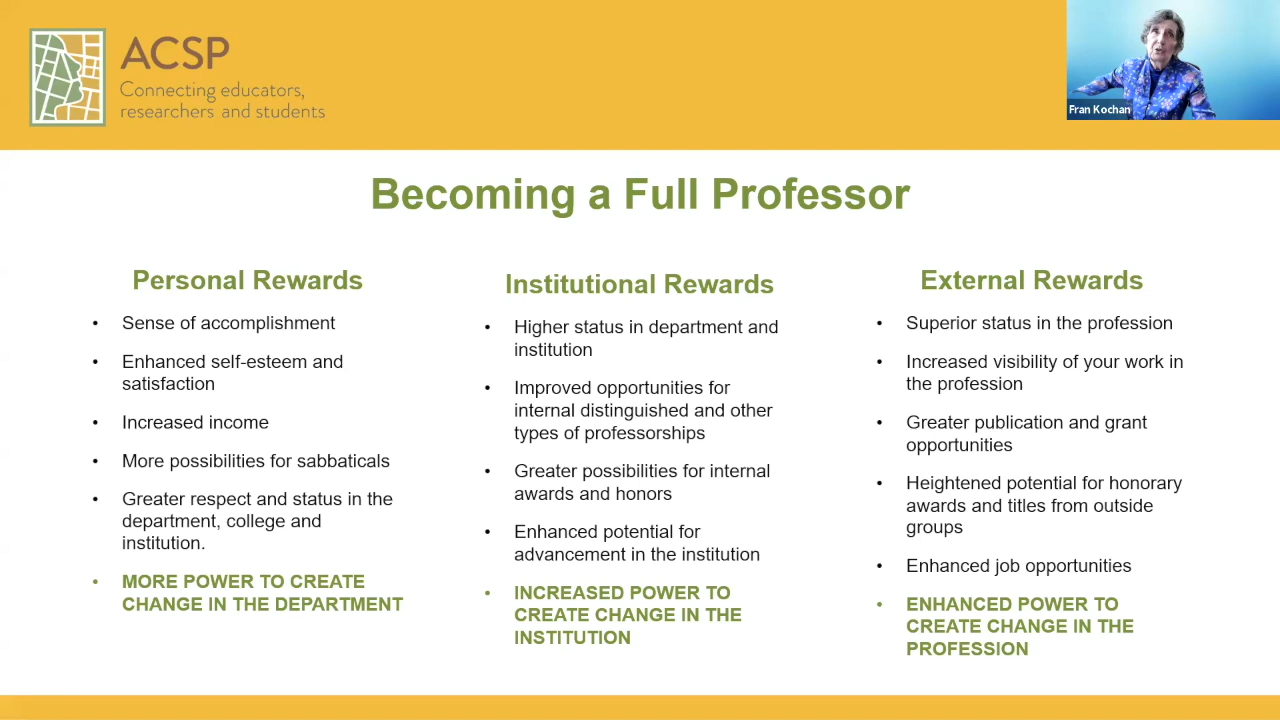 ACSP
Connecting educators,
researchers and students
Fran Kochan
Becoming a Full Professor
Personal Rewards
• Sense of accomplishment
• Enhanced self-esteem and
satisfaction
• Increased income
• More possibilities for sabbaticals
• Greater respect and status in the
department, college and
institution.
• MORE POWER TO CREATE
CHANGE IN THE DEPARTMENT
Institutional Rewards
• Higher status in department and
institution
• Improved opportunities for
internal distinguished and other
types of professorships
• Greater possibilities for internal
awards and honors
• Enhanced potential for
advancement in the institution
• INCREASED POWER TO
CREATE CHANGE IN THE
INSTITUTION
External Rewards
• Superior status in the profession
• Increased visibility of your work in
the profession
• Greater publication and grant
opportunities
• Heightened potential for honorary
awards and titles from outside
groups
• Enhanced job opportunities
• ENHANCED POWER TO
CREATE CHANGE IN THE
PROFESSION